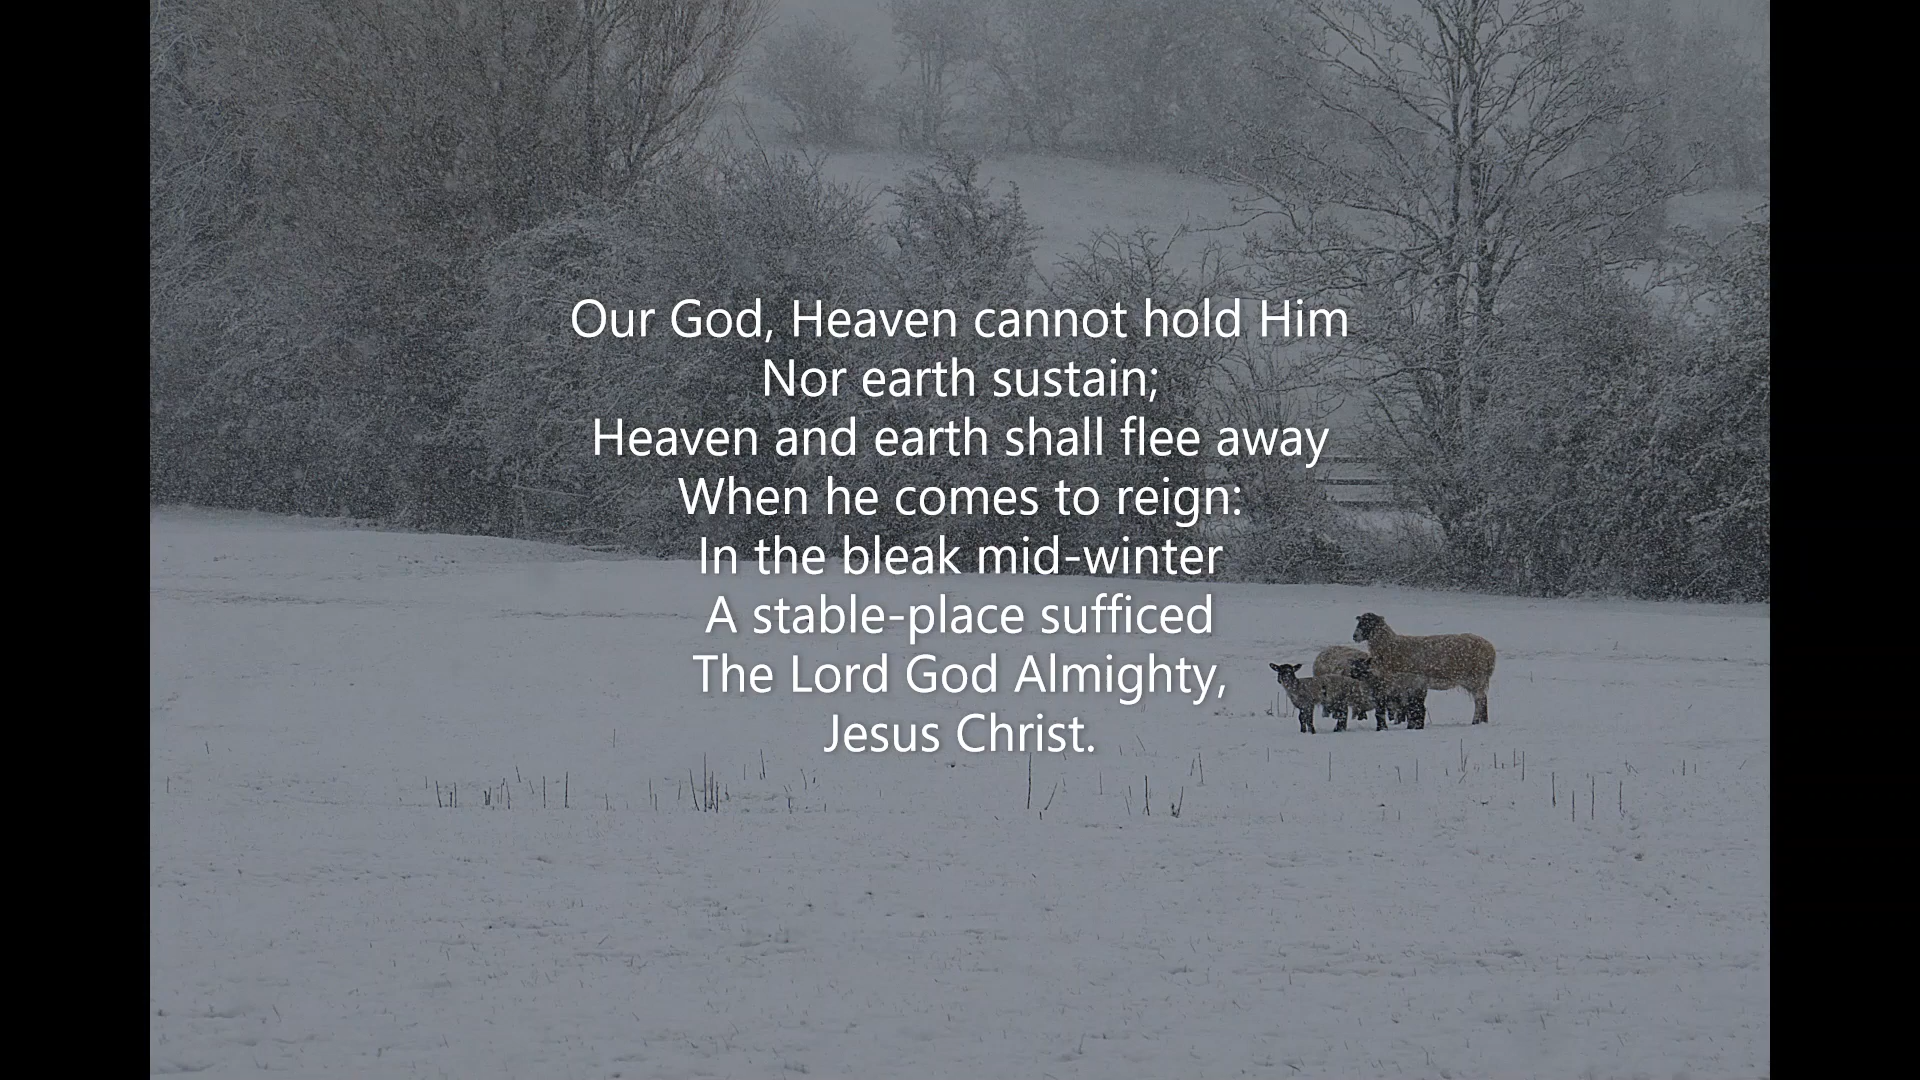 Our God, Heaven cannot hold Him
Nor earth sustain;
Heaven and earth shall flee away
When he comes to reign:
In the bleak mid-winter
A stable-place sufficed
The Lord God Almighty,
Jesus Christ.